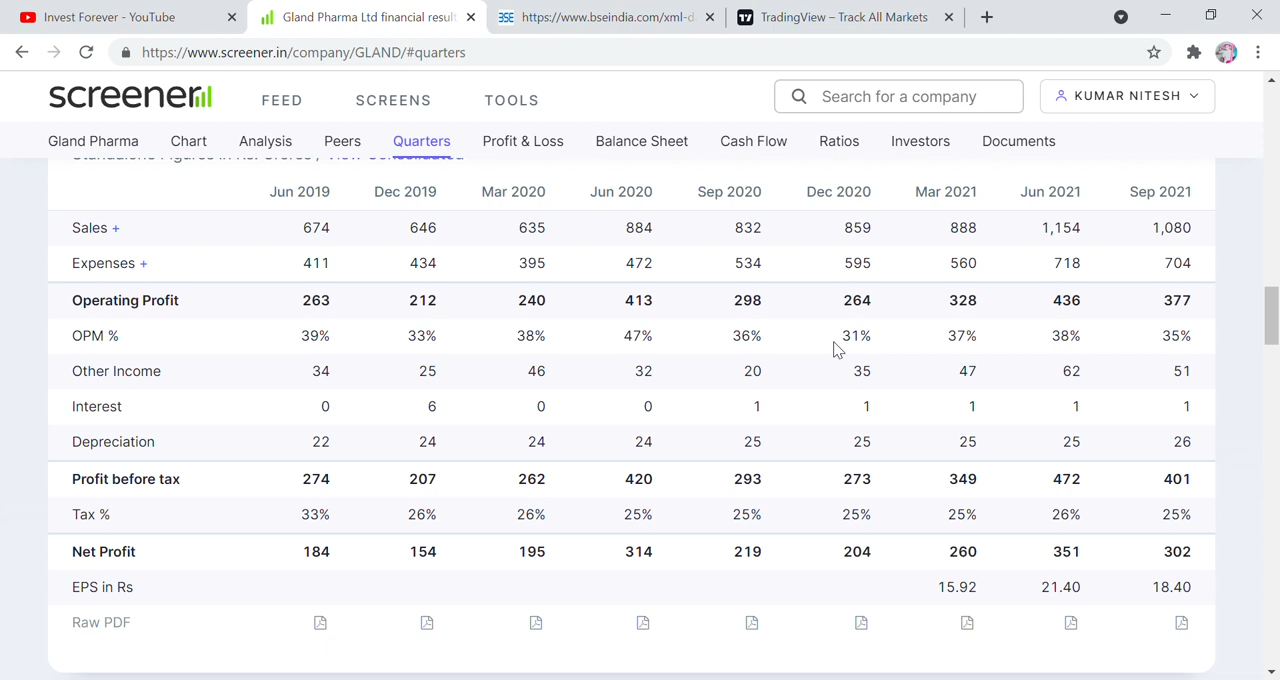 Invest Forever - YouTube
Gland Pharma Ltd financial result
BSE https://www.bseindia.com/xml-d
TradingView – Track All Markets
https://www.screener.in/company/GLAND/#quarters
screener FEED SCREENS TOOLS Search for a company KUMAR NITESH
Gland Pharma Chart Analysis Peers Quarters Profit & Loss Balance Sheet Cash Flow Ratios Investors Documents
Standalone Figures in Rs. Crores / View Consolidated
Jun 2019 Dec 2019 Mar 2020 Jun 2020 Sep 2020 Dec 2020 Mar 2021 Jun 2021 Sep 2021
Sales + 674 646 635 884 832 859 888 1,154 1,080
Expenses + 411 434 395 472 534 595 560 718 704
Operating Profit 263 212 240 413 298 264 328 436 377
OPM % 39% 33% 38% 47% 36% 31% 37% 38% 35%
Other Income 34 25 46 32 20 35 47 62 51
Interest 0 6 0 0 1 1 1 1 1
Depreciation 22 24 24 24 25 25 25 25 26
Profit before tax 274 207 262 420 293 273 349 472 401
Tax % 33% 26% 26% 25% 25% 25% 25% 26% 25%
Net Profit 184 154 195 314 219 204 260 351 302
EPS in Rs 15.92 21.40 18.40
Raw PDF